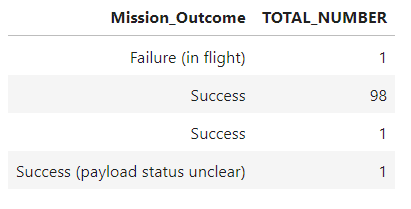 Mission_Outcome TOTAL_NUMBER
Failure (in flight) 1
Success 98
Success 1
Success (payload status unclear) 1